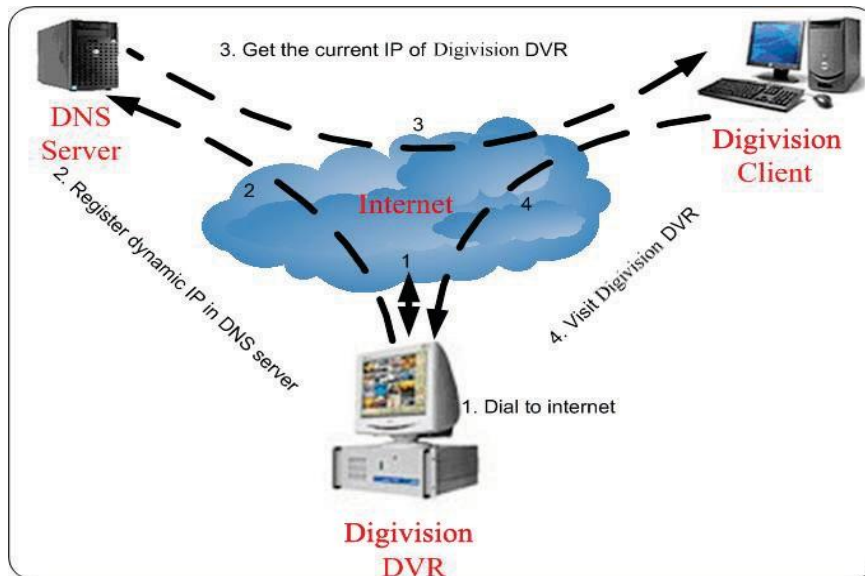 3. Get the current IP of Digivision DVR
DNS
Server
Digivision
Client
3
2
Internet
4
1
2. Register dynamic IP in DNS server
4. Visit Digivision DVR
1. Dial to internet
Digivision
DVR